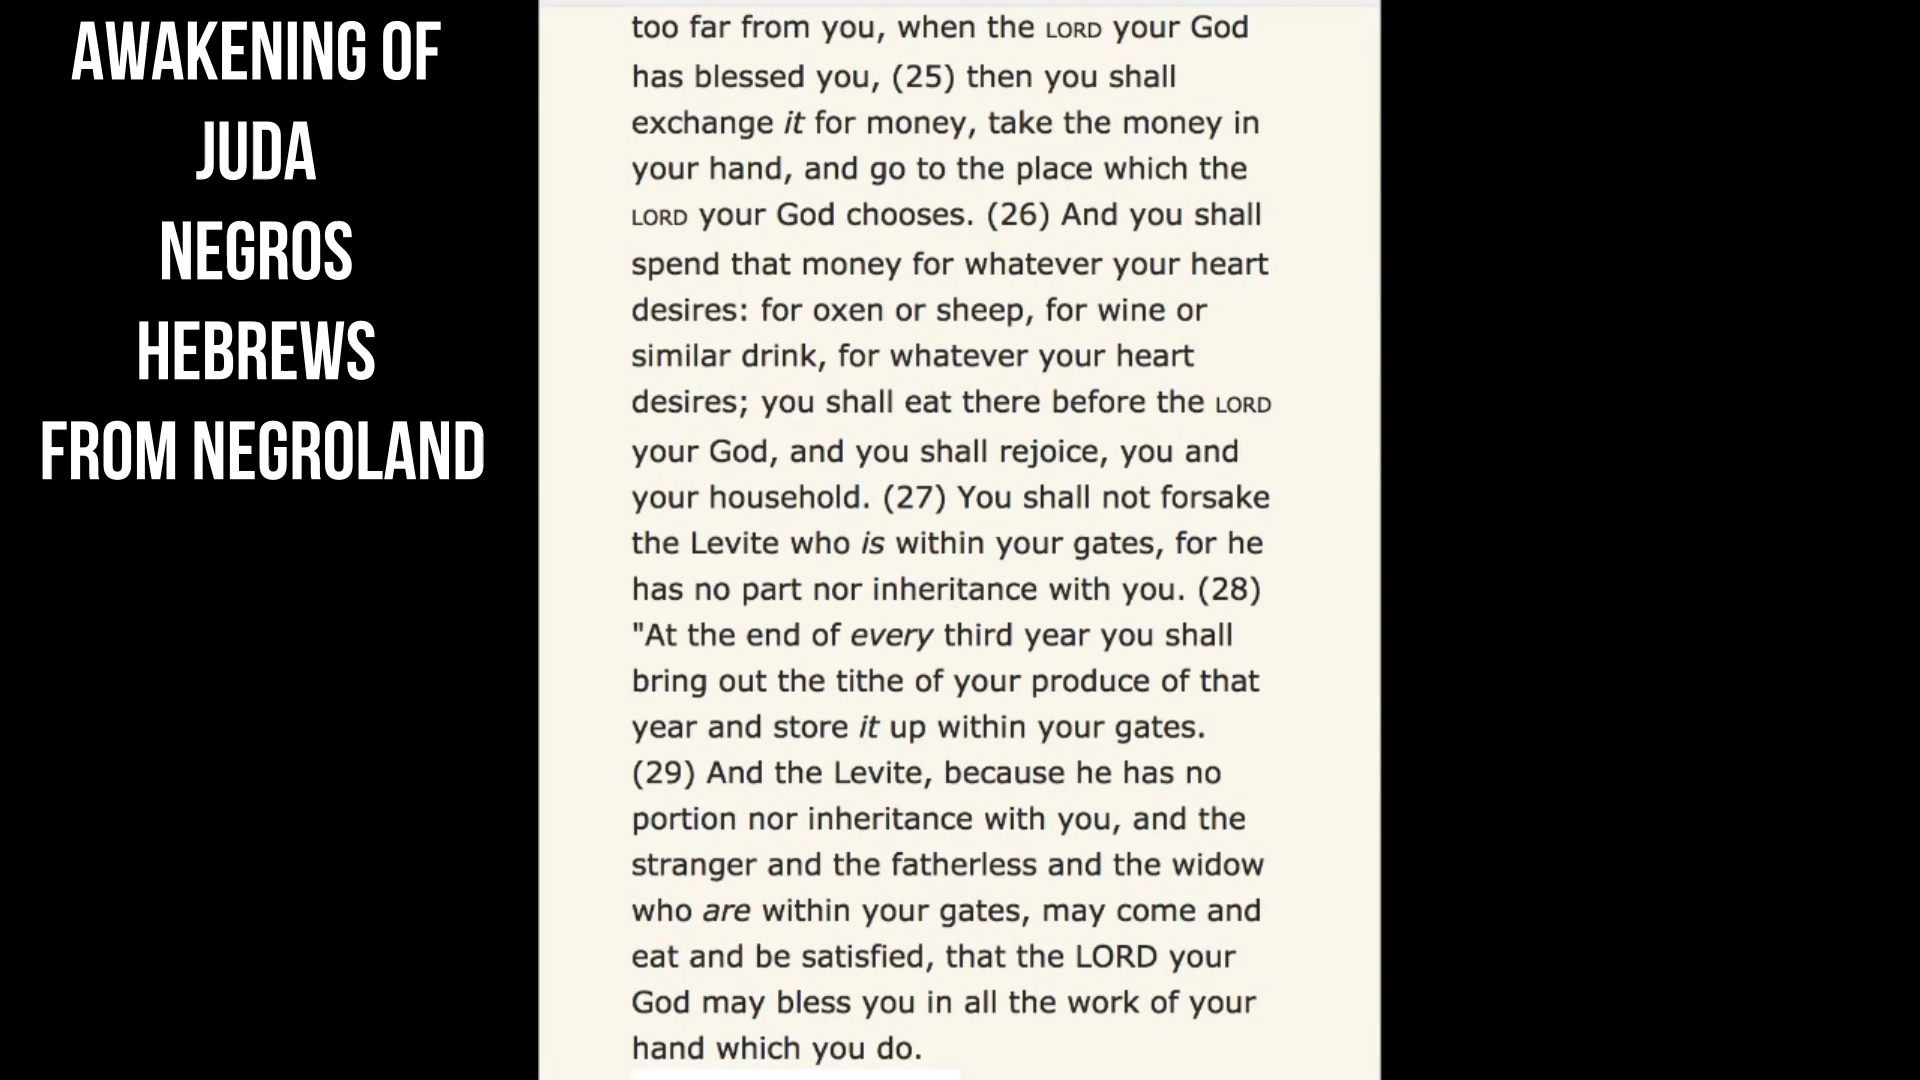 AWAKENING OF
JUDA
NEGROS
HEBREWS
FROM NEGROLAND
too far from you, when the LORD your God
has blessed you, (25) then you shall
exchange it for money, take the money in
your hand, and go to the place which the
LORD your God chooses. (26) And you shall
spend that money for whatever your heart
desires: for oxen or sheep, for wine or
similar drink, for whatever your heart
desires; you shall eat there before the LORD
your God, and you shall rejoice, you and
your household. (27) You shall not forsake
the Levite who is within your gates, for he
has no part nor inheritance with you. (28)
"At the end of every third year you shall
bring out the tithe of your produce of that
year and store it up within your gates.
(29) And the Levite, because he has no
portion nor inheritance with you, and the
stranger and the fatherless and the widow
who are within your gates, may come and
eat and be satisfied, that the LORD your
God may bless you in all the work of your
hand which you do.